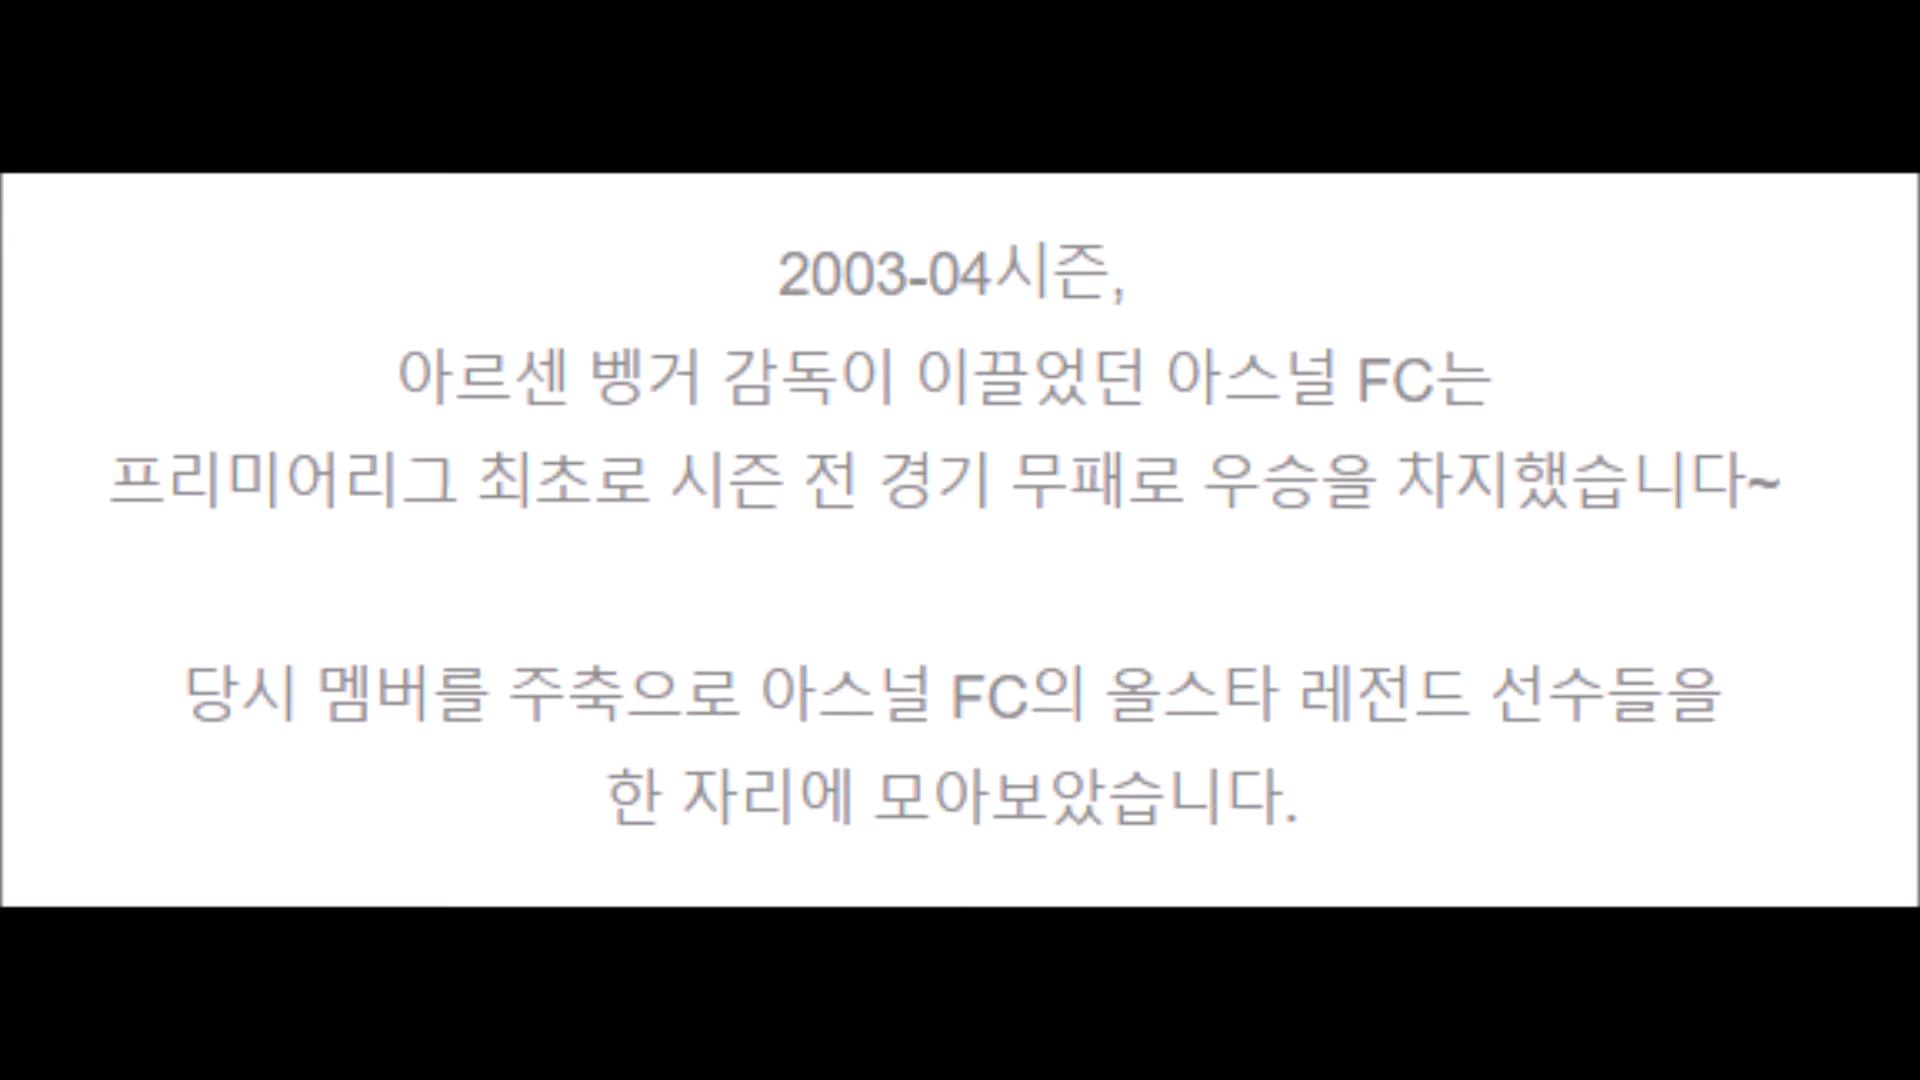 2003-04시즌,
아르센 벵거 감독이 이끌었던 아스널 FC는
프리미어리그 최초로 시즌 전 경기 무패로 우승을 차지했습니다~
당시 멤버를 주축으로 아스널 FC의 올스타 레전드 선수들을
한 자리에 모아보았습니다.